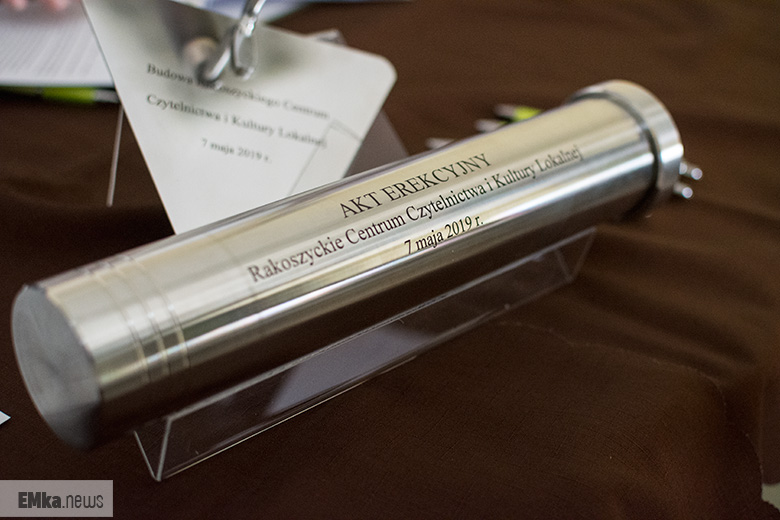 Budowa Rakoszyckiego Centrum
Czytelnictwa i Kultury Lokalnej
7 maja 2019 r.
AKT EREKCYJNY
Rakoszyckie Centrum Czytelnictwa i Kultury Lokalnej
7 maja 2019 r.
EMka.news